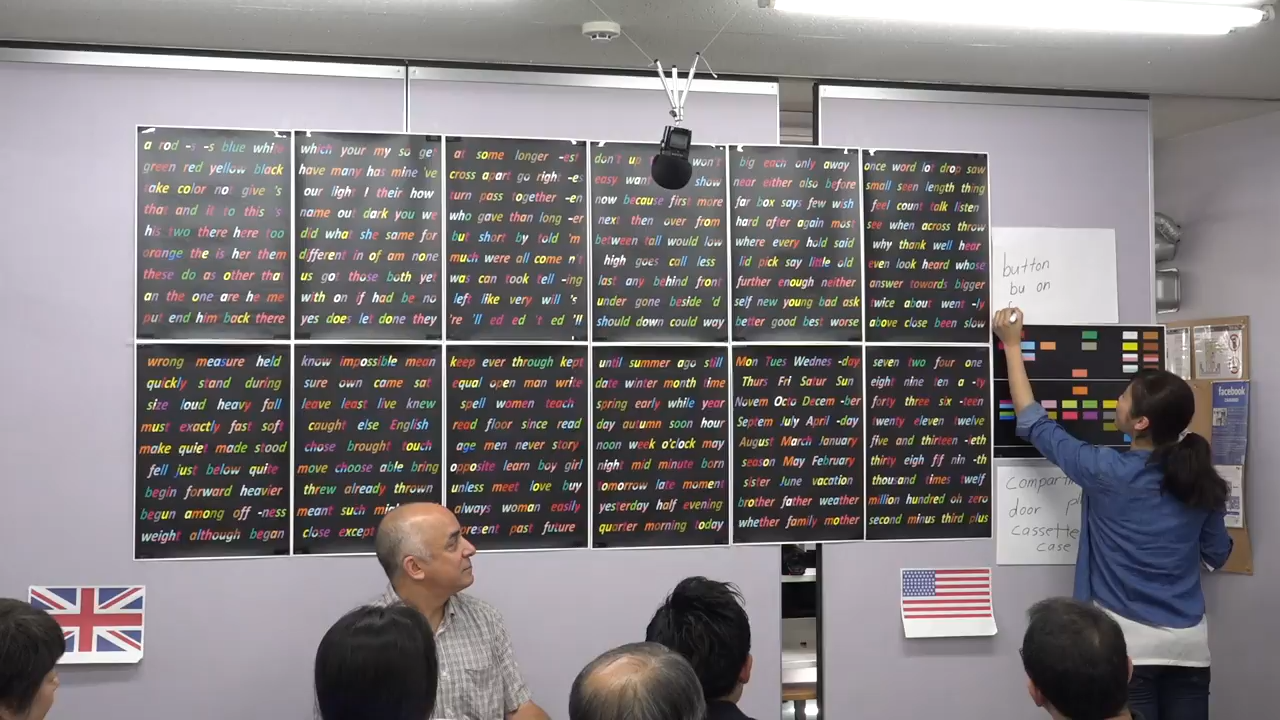 a rod -s -s blue white
green red yellow black
take color not give 's
that and it to this 's
his two there here too
orange the is her them
these do as other that
an the one are he me
put end him back there
which your my so get
have many has mine 've
our light I their how
name out dark you we
did what she same for
different in of am none
us got those both yet
with on if had be no
yes does let done they
at some longer -est
cross apart go right -es
turn pass together -en
who gave than long -er
but short by told 'm
much were all come n't
was can took tell -ing
left like very will 's
're 'll ed ed 't ed 'll
don't up won't
easy want show
now because first more
next then over from
between tall would low
high goes call less
last any behind front
under gone beside 'd
should down could way
big each only away
near either also before
far box says few wish
hard after again most
where every hold said
lid pick say little old
further enough neither
self new young bad ask
better good best worse
once word lot drop saw
small seen length thing
feel count talk listen
see when across throw
why thank well hear
even look heard whose
answer towards bigger
twice about went -ly
above close been slow
wrong measure held
quickly stand during
size loud heavy fall
must exactly fast soft
make quiet made stood
fell just below quite
begin forward heavier
begun among off -ness
weight although began
know impossible mean
sure own came sat
leave least live knew
caught else English
chose brought touch
move choose able bring
threw already thrown
meant such
close except
keep ever through kept
equal open man write
spell women teach
read floor since read
age men never story
opposite learn boy girl
unless meet love buy
always woman easily
present past future
until summer ago still
date winter month time
spring early while year
day autumn soon hour
noon week o'clock may
night mid minute born
tomorrow late moment
yesterday half evening
quarter morning today
Mon Tues Wednes -day
Thurs Fri Satur Sun
Novem Octo Decem -ber
Septem July April -day
August March January
season May February
sister June vacation
brother father weather
whether family mother
seven two four one
eight nine ten a -ty
forty three six -teen
twenty eleven twelve
five and thirteen -ieth
thirty eigh fif nin -th
thousand times twelf
million hundred oh zero
second minus third plus
button
bu on
door
cassette
case
facebook